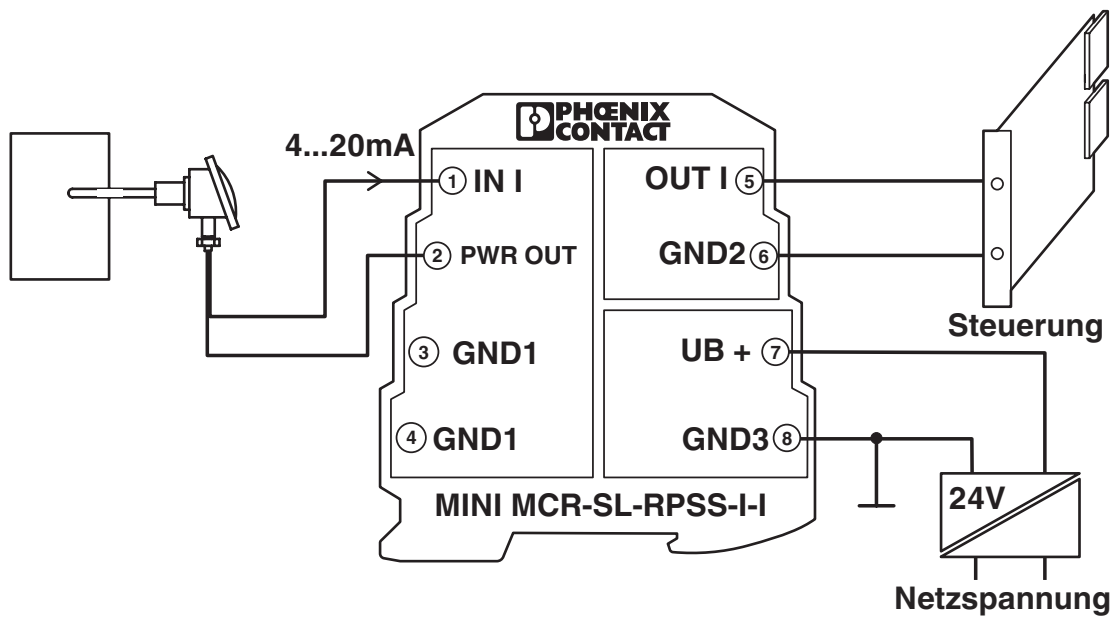 PHŒNIX
CONTACT
4...20mA
1 IN I
OUT I 5
2 PWR OUT
GND2 6
Steuerung
3 GND1
UB + 7
4 GND1
GND3 8
MINI MCR-SL-RPSS-I-I
24V
Netzspannung